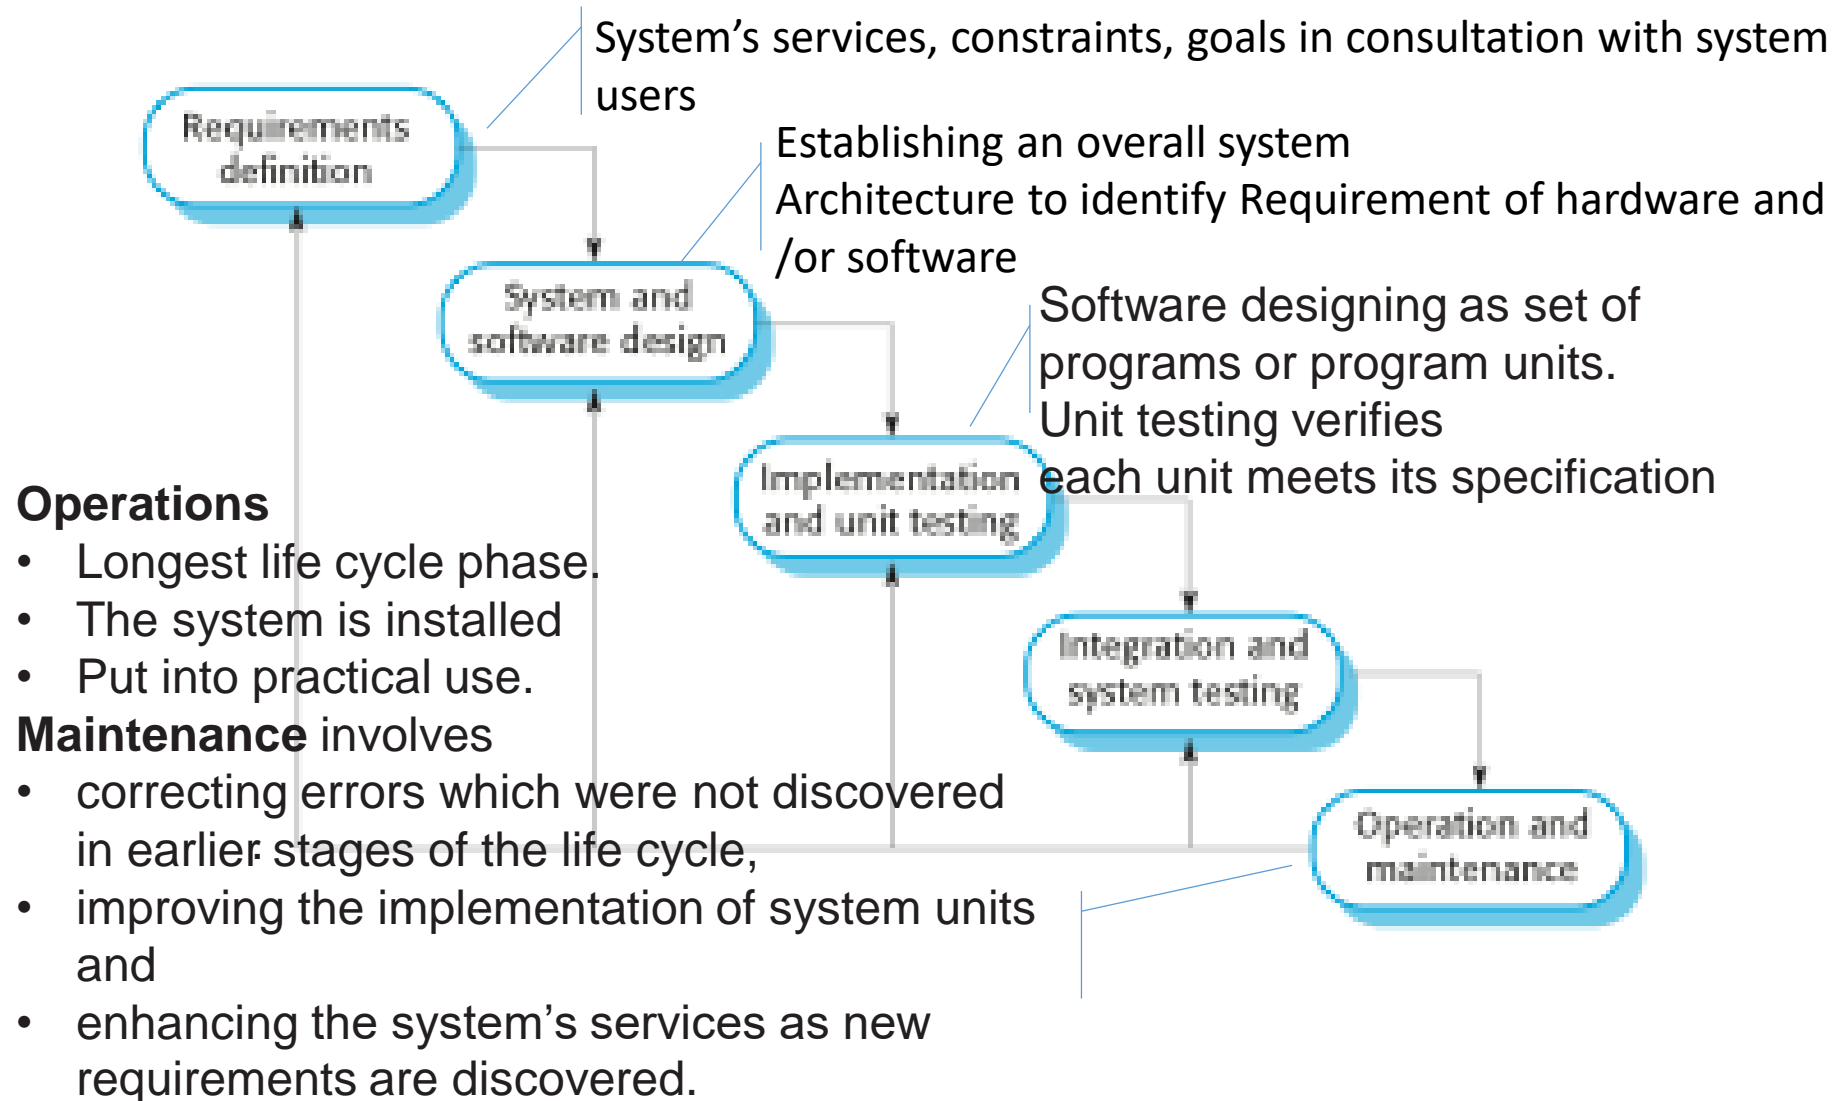 System’s services, constraints, goals in consultation with system
users
Requirements
definition
Establishing an overall system
Architecture to identify Requirement of hardware and
/or software
System and
software design
Software designing as set of
programs or program units.
Unit testing verifies
each unit meets its specification
Implementation
and unit testing
Integration and
system testing
Operation and
maintenance
Operations
• Longest life cycle phase.
• The system is installed
• Put into practical use.
Maintenance involves
• correcting errors which were not discovered
in earlier stages of the life cycle,
• improving the implementation of system units
and
• enhancing the system’s services as new
requirements are discovered.